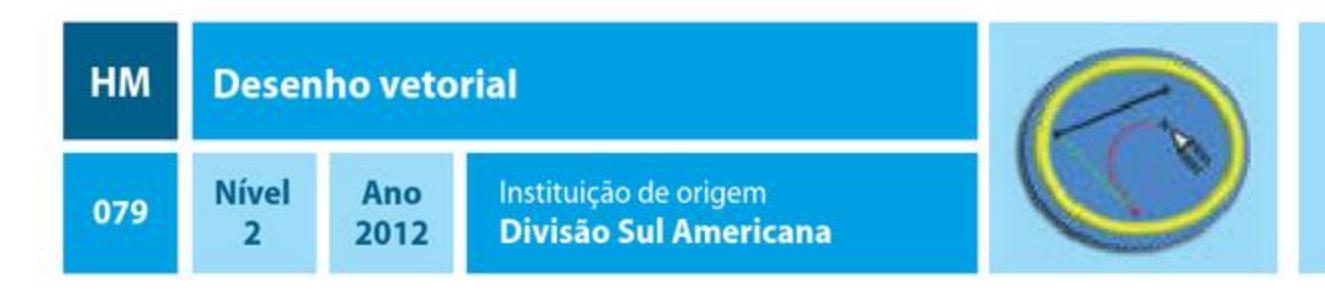 HM
Desenho vetorial
079
Nível
2
Ano
2012
Instituição de origem
Divisão Sul Americana